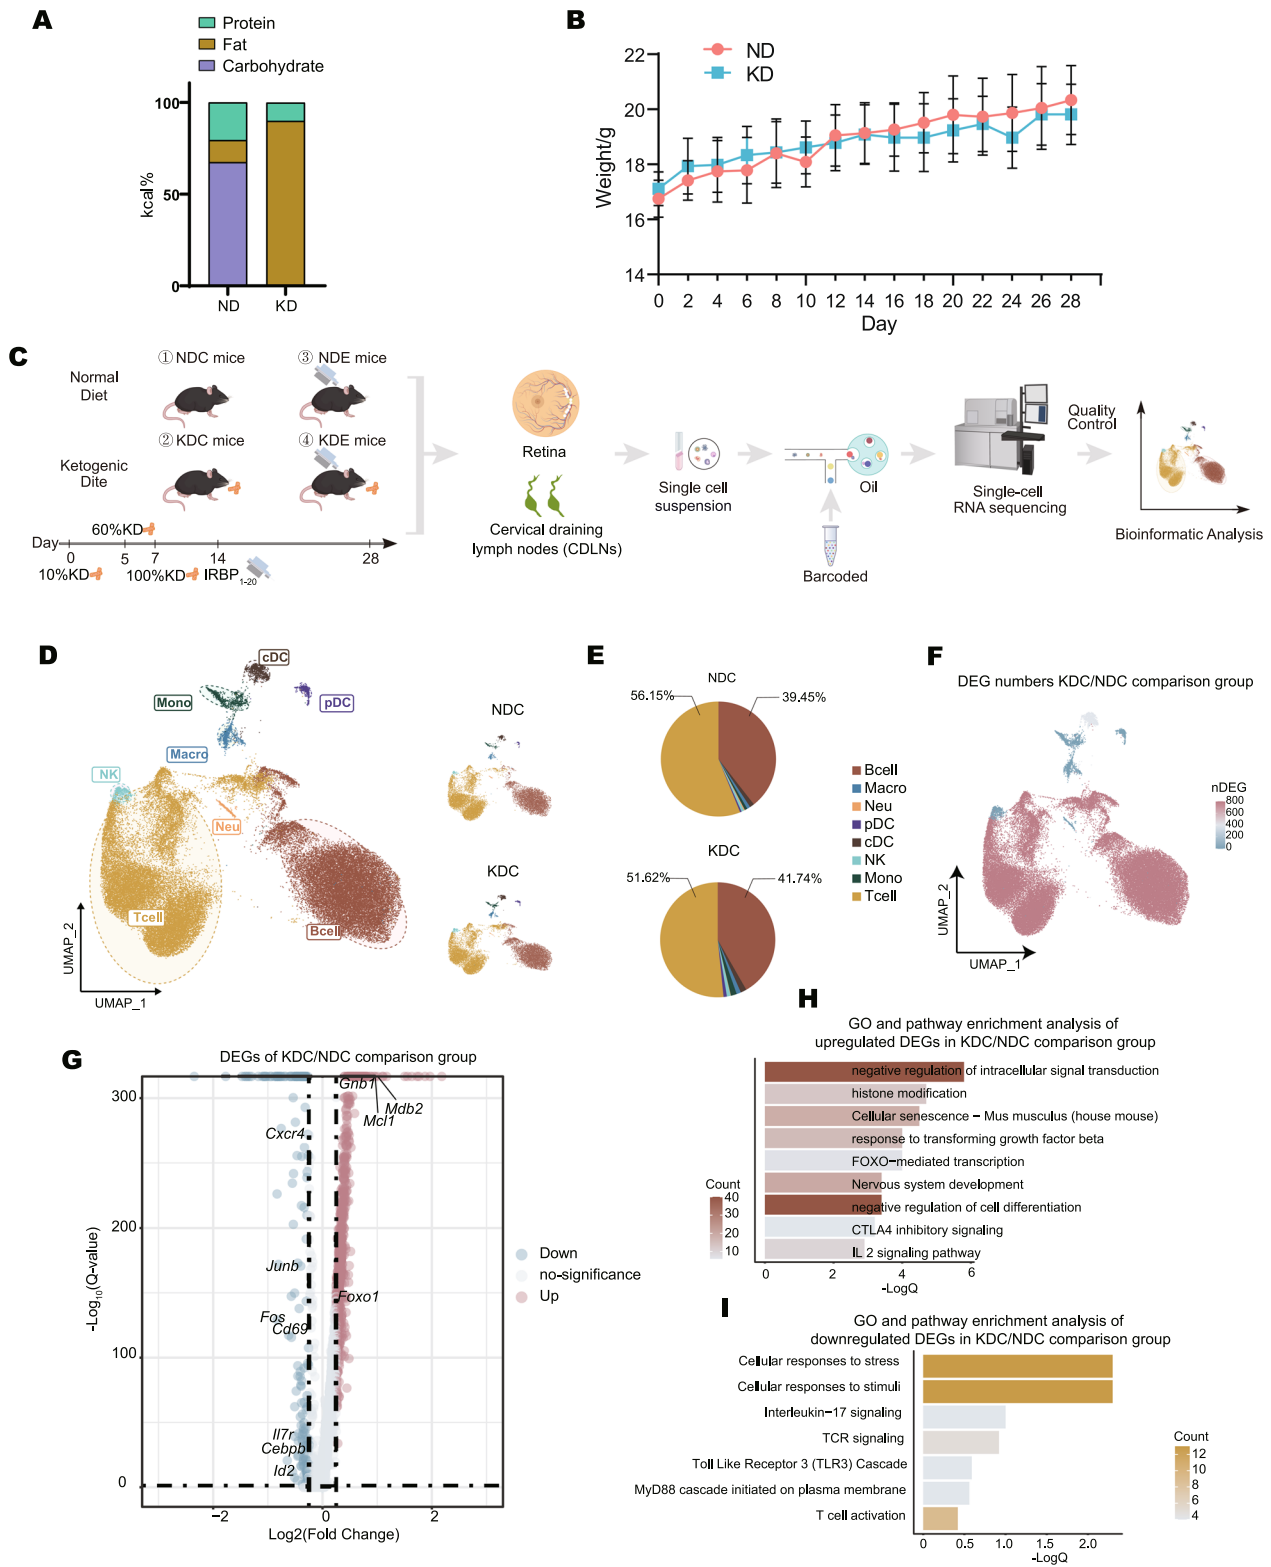 A
Protein
Fat
Carbohydrate
kcal%
100
50
0
ND
KD
B
ND
KD
Weight/g
22
20
18
16
14
0 2 4 6 8 10 12 14 16 18 20 22 24 26 28
Day
C
① NDC mice
③ NDE mice
Normal
Diet
② KDC mice
④ KDE mice
Ketogenic
Dite
60%KD
Day
0 5 7 14 28
10%KD
100%KD
IRBP1-20
Retina
Cervical draining
lymph nodes (CDLNs)
Single cell
suspension
Oil
Barcoded
Single-cell
RNA sequencing
Quality
Control
Bioinformatic Analysis
D
cDC
Mono
pDC
Macro
NK
Neu
Tcell
Bcell
UMAP_2
UMAP_1
NDC
KDC
E
NDC
56.15%
39.45%
KDC
51.62%
41.74%
Bcell
Macro
Neu
pDC
cDC
NK
Mono
Tcell
F
DEG numbers KDC/NDC comparison group
nDEG
800
600
400
200
0
UMAP_2
UMAP_1
G
DEGs of KDC/NDC comparison group
Gnb1
Mdb2
Mcl1
Cxcr4
Junb
Foxo1
Fos
Cd69
Il7r
Cebpb
Id2
300
200
100
0
-Log10(Q-value)
−2 0 2
Log2(Fold Change)
Down
no-significance
Up
H
GO and pathway enrichment analysis of
upregulated DEGs in KDC/NDC comparison group
negative regulation of intracellular signal transduction
histone modification
Cellular senescence − Mus musculus (house mouse)
response to transforming growth factor beta
FOXO−mediated transcription
Nervous system development
negative regulation of cell differentiation
CTLA4 inhibitory signaling
IL 2 signaling pathway
Count
40
30
20
10
0 2 4 6
-LogQ
I
GO and pathway enrichment analysis of
downregulated DEGs in KDC/NDC comparison group
Cellular responses to stress
Cellular responses to stimuli
Interleukin−17 signaling
TCR signaling
Toll Like Receptor 3 (TLR3) Cascade
MyD88 cascade initiated on plasma membrane
T cell activation
Count
12
10
8
6
4
0 0.5 1.0 1.5 2.0
-LogQ